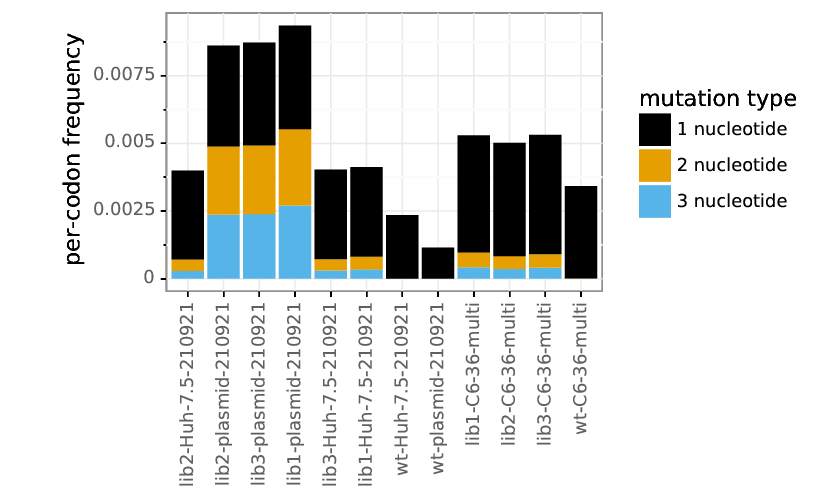 per-codon frequency
0.0075
0.005
0.0025
0
lib2-Huh-7.5-210921
lib2-plasmid-210921
lib3-plasmid-210921
lib1-plasmid-210921
lib3-Huh-7.5-210921
lib1-Huh-7.5-210921
wt-Huh-7.5-210921
wt-plasmid-210921
lib1-C6-36-multi
lib2-C6-36-multi
lib3-C6-36-multi
wt-C6-36-multi
mutation type
1 nucleotide
2 nucleotide
3 nucleotide